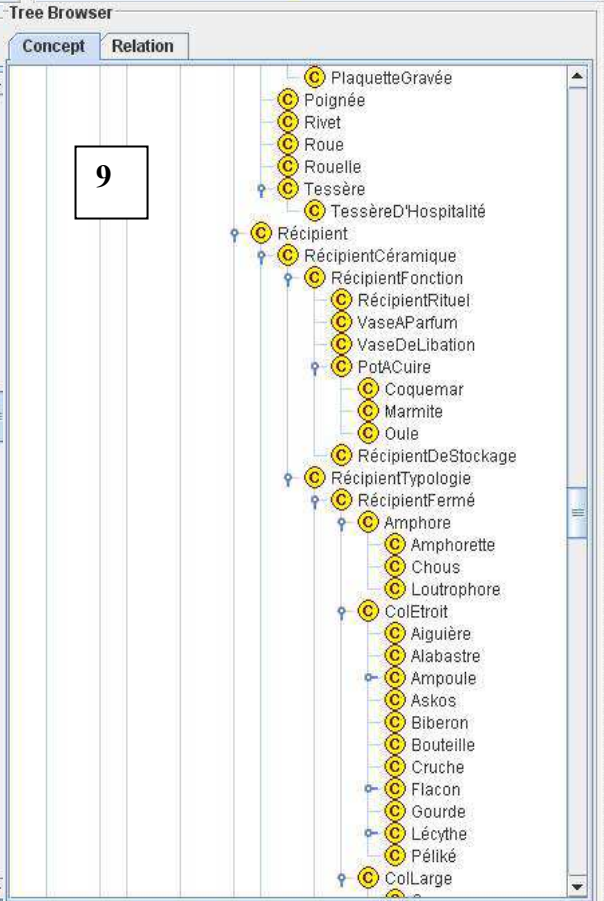 Tree Browser
Concept Relation
C PlaquetteGravée
C Poignée
C Rivet
C Roue
9
C Rouelle
C Tessère
C TessèreD'Hospitalité
C Récipient
C RécipientCéramique
C RécipientFonction
C RécipientRituel
C VaseAParfum
C VaseDeLibation
C PotACuire
C Coquemar
C Marmite
C Oule
C RécipientDeStockage
C RécipientTypologie
C RécipientFermé
C Amphore
C Amphorette
C Chous
C Loutrophore
C ColEtroit
C Aiguière
C Alabastre
C Ampoule
C Askos
C Biberon
C Bouteille
C Cruche
C Flacon
C Gourde
C Lécythe
C Péliké
C ColLarge